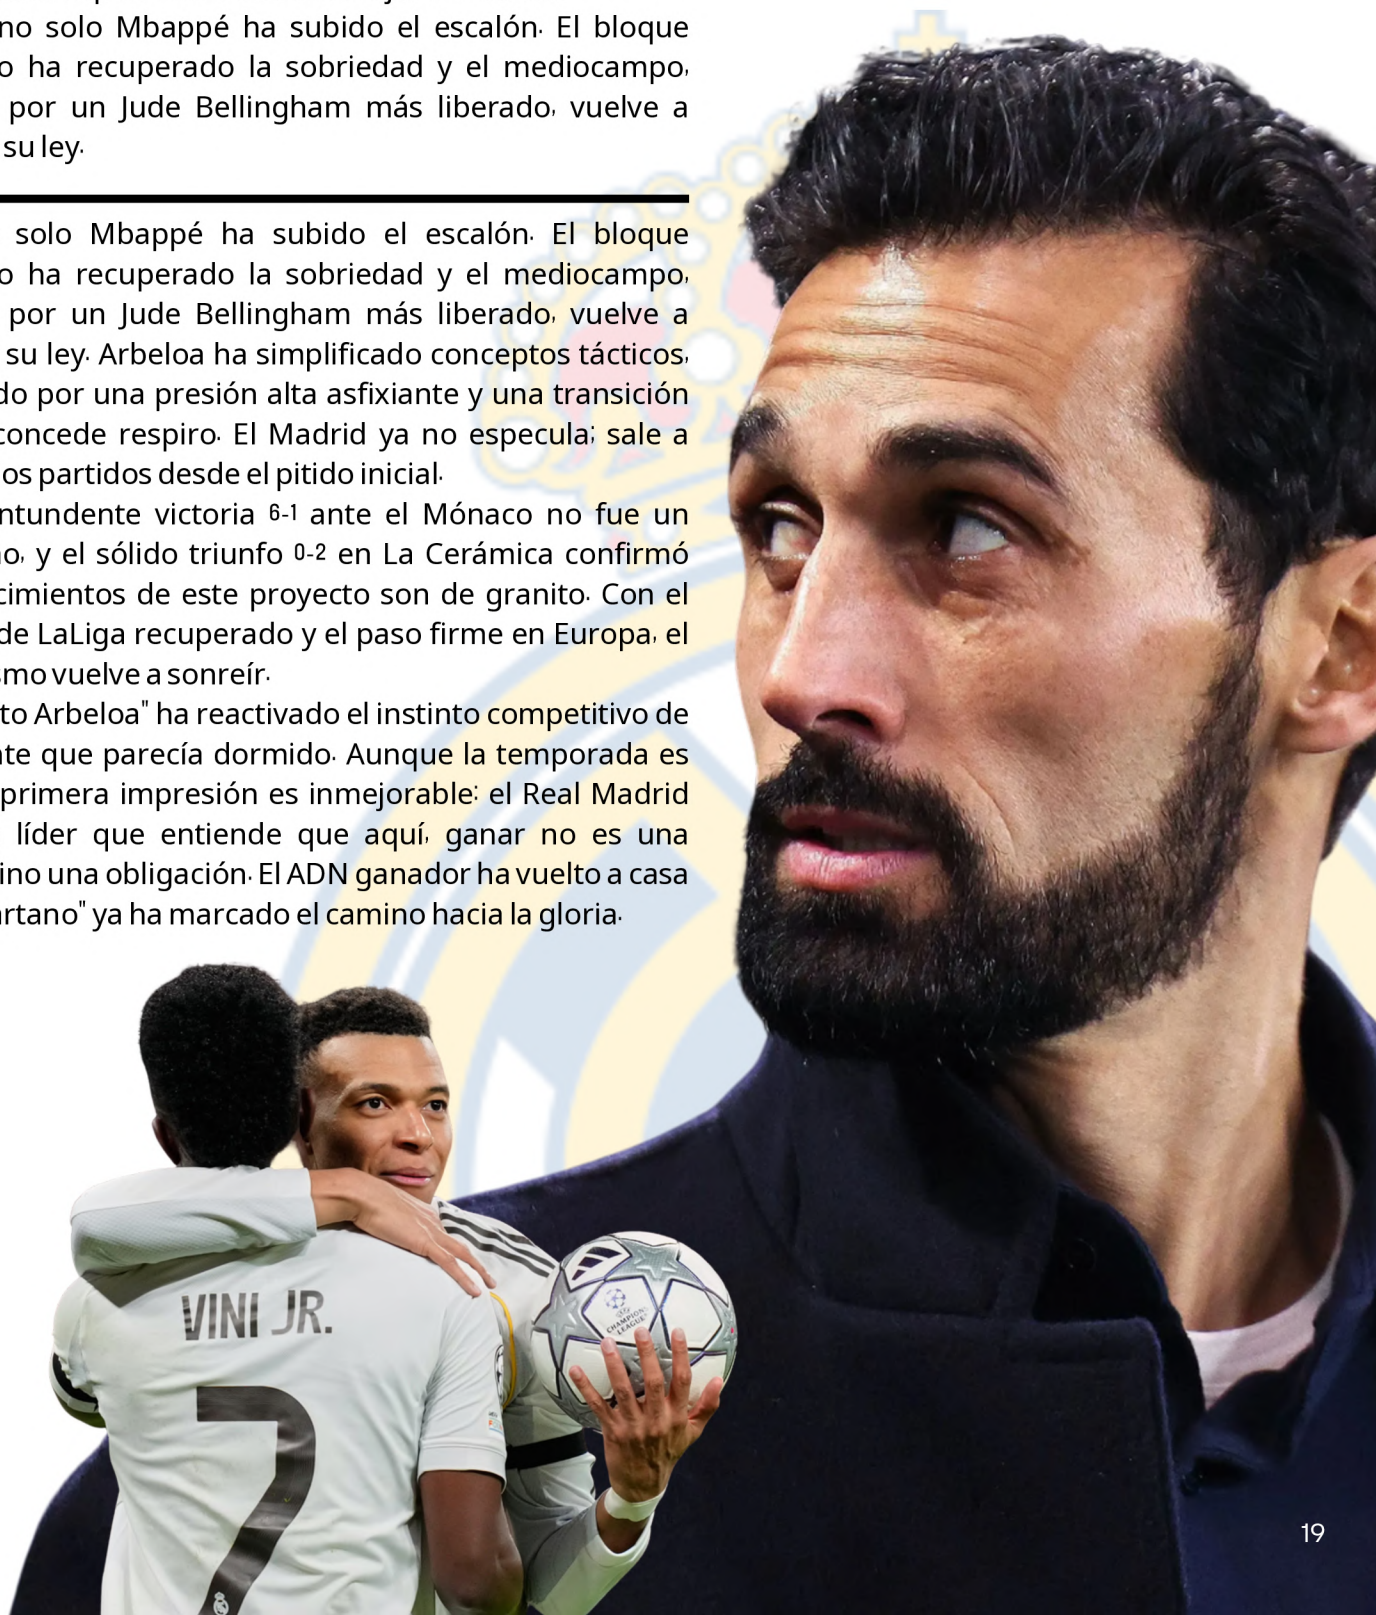 no solo Mbappé ha subido el escalón. El bloque
o ha recuperado la sobriedad y el mediocampo,
por un Jude Bellingham más liberado, vuelve a
su ley.
solo Mbappé ha subido el escalón. El bloque
o ha recuperado la sobriedad y el mediocampo,
por un Jude Bellingham más liberado, vuelve a
su ley. Arbeloa ha simplificado conceptos tácticos,
do por una presión alta asfixiante y una transición
concede respiro. El Madrid ya no especula; sale a
os partidos desde el pitido inicial.
ntundente victoria 6-1 ante el Mónaco no fue un
o, y el sólido triunfo 0-2 en La Cerámica confirmó
cimientos de este proyecto son de granito. Con el
de LaLiga recuperado y el paso firme en Europa, el
smo vuelve a sonreír.
to Arbeloa" ha reactivado el instinto competitivo de
te que parecía dormido. Aunque la temporada es
primera impresión es inmejorable: el Real Madrid
líder que entiende que aquí, ganar no es una
ino una obligación. El ADN ganador ha vuelto a casa
artano" ya ha marcado el camino hacia la gloria.
VINI JR.
7
UEFA
CHAMPIONS
LEAGUE
19